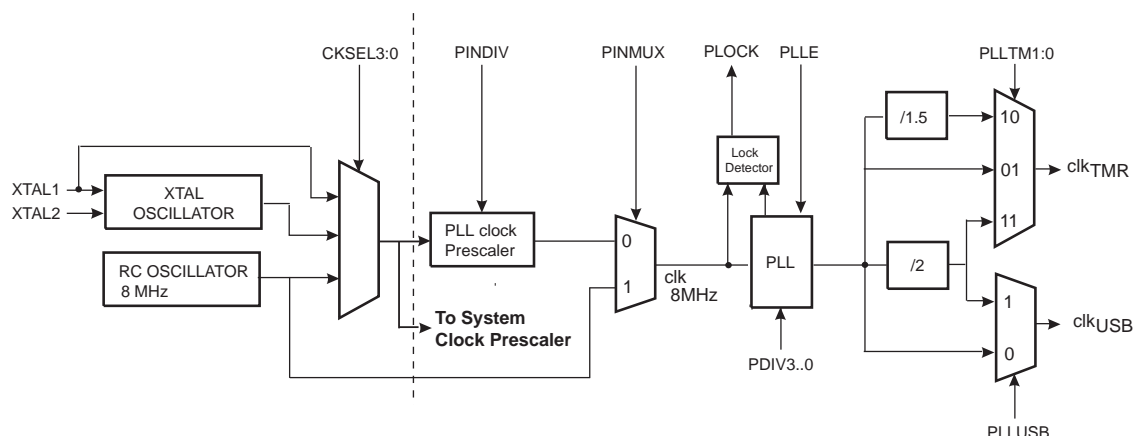 CKSEL3:0
PINDIV
PINMUX
PLOCK
PLLE
PLLTM1:0
/1.5
10
XTAL1
XTAL2
XTAL
OSCILLATOR
Lock
Detector
01
clkTMR
11
RC OSCILLATOR
8 MHz
PLL clock
Prescaler
0
1
clk
8MHz
PLL
/2
To System
Clock Prescaler
PDIV3..0
1
0
clkUSB
PLLUSB